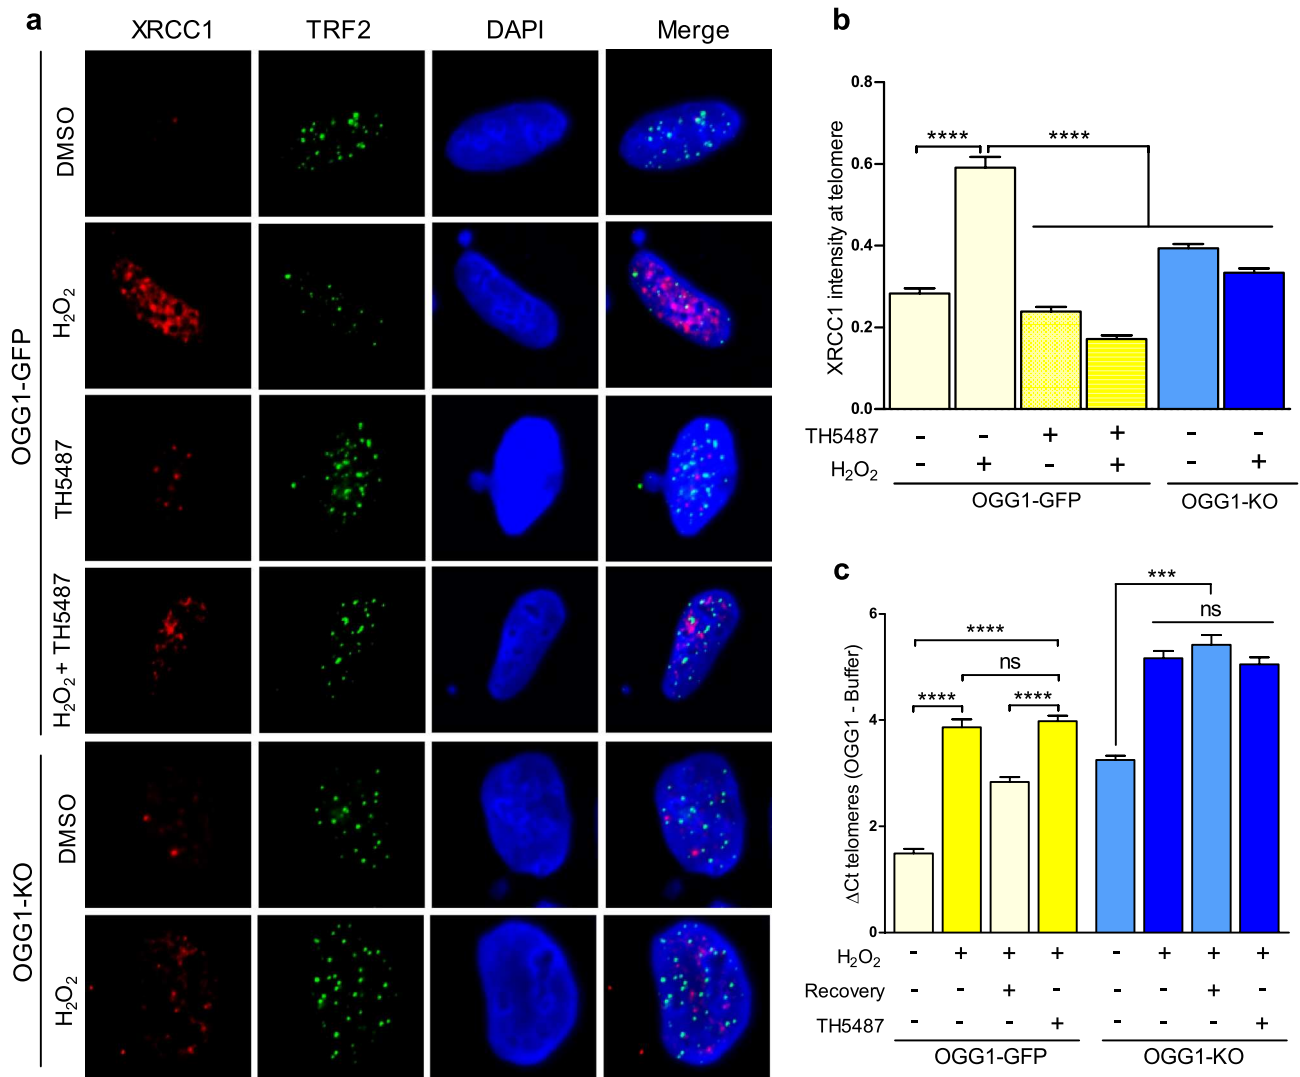 a
XRCC1 TRF2 DAPI Merge
OGG1-GFP
DMSO
H₂O₂
TH5487
H₂O₂ + TH5487
OGG1-KO
DMSO
H₂O₂
b
XRCC1 intensity at telomere
0.8
0.6
0.4
0.2
0.0
**** ****
TH5487 - - + + - -
H₂O₂ - + - + - +
OGG1-GFP OGG1-KO
c
ΔCt telomeres (OGG1 - Buffer)
6
4
2
0
***
ns
****
ns
**** ****
H₂O₂ - + + + - + + +
Recovery - - + - - - + -
TH5487 - - - + - - - +
OGG1-GFP OGG1-KO